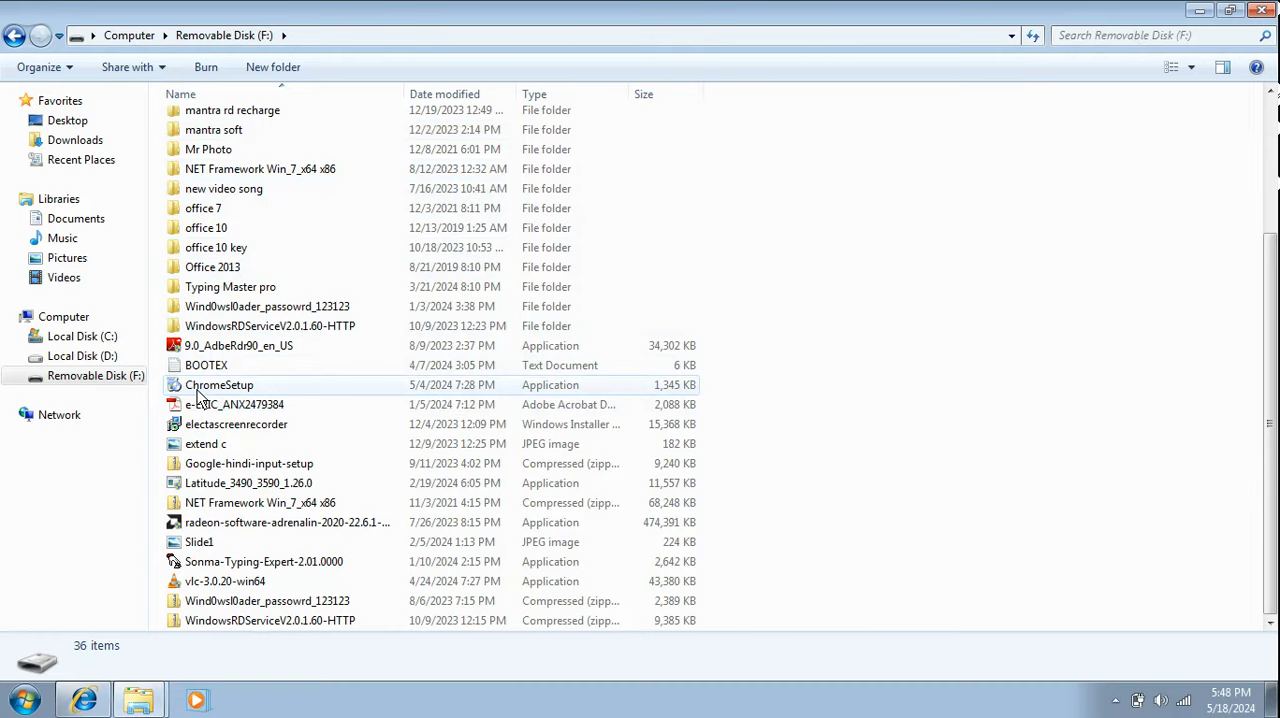 Computer ▸ Removable Disk (F:) ▸
Search Removable Disk (F:)
Organize Share with Burn New folder
Name Date modified Type Size
Favorites
Desktop
Downloads
Recent Places
Libraries
Documents
Music
Pictures
Videos
Computer
Local Disk (C:)
Local Disk (D:)
Removable Disk (F:)
Network
mantra rd recharge 12/19/2023 12:49 ... File folder
mantra soft 12/2/2023 2:14 PM File folder
Mr Photo 12/8/2021 6:01 PM File folder
NET Framework Win_7_x64 x86 8/12/2023 12:32 AM File folder
new video song 7/16/2023 10:41 AM File folder
office 7 12/3/2021 8:11 PM File folder
office 10 12/13/2019 1:25 AM File folder
office 10 key 10/18/2023 10:53 ... File folder
Office 2013 8/21/2019 8:10 PM File folder
Typing Master pro 3/21/2024 8:10 PM File folder
Wind0wsl0ader_passowrd_123123 1/3/2024 3:38 PM File folder
WindowsRDServiceV2.0.1.60-HTTP 10/9/2023 12:23 PM File folder
9.0_AdbeRdr90_en_US 8/9/2023 2:37 PM Application 34,302 KB
BOOTEX 4/7/2024 3:05 PM Text Document 6 KB
ChromeSetup 5/4/2024 7:28 PM Application 1,345 KB
1/5/2024 7:12 PM Adobe Acrobat D... 2,088 KB
electascreenrecorder 12/4/2023 12:09 PM Windows Installer ... 15,368 KB
extend c 12/9/2023 12:25 PM JPEG image 182 KB
Google-hindi-input-setup 9/11/2023 4:02 PM Compressed (zipp... 9,240 KB
Latitude_3490_3590_1.26.0 2/19/2024 6:05 PM Application 11,557 KB
NET Framework Win_7_x64 x86 11/3/2021 4:15 PM Compressed (zipp... 68,248 KB
radeon-software-adrenalin-2020-22.6.1-... 7/26/2023 8:15 PM Application 474,391 KB
Slide1 2/5/2024 1:13 PM JPEG image 224 KB
Sonma-Typing-Expert-2.01.0000 1/10/2024 2:15 PM Application 2,642 KB
vlc-3.0.20-win64 4/24/2024 7:27 PM Application 43,380 KB
Wind0wsl0ader_passowrd_123123 8/6/2023 7:15 PM Compressed (zipp... 2,389 KB
WindowsRDServiceV2.0.1.60-HTTP 10/9/2023 12:15 PM Compressed (zipp... 9,385 KB
36 items
5:48 PM
5/18/2024